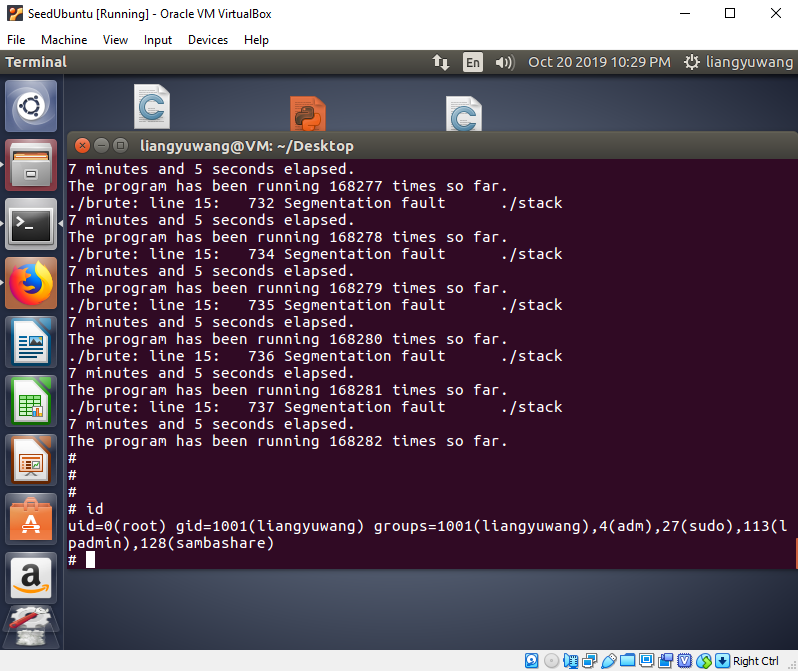 SeedUbuntu [Running] - Oracle VM VirtualBox
File Machine View Input Devices Help
Terminal En Oct 20 2019 10:29 PM liangyuwang
liangyuwang@VM: ~/Desktop
7 minutes and 5 seconds elapsed.
The program has been running 168277 times so far.
./brute: line 15:   732 Segmentation fault      ./stack
7 minutes and 5 seconds elapsed.
The program has been running 168278 times so far.
./brute: line 15:   734 Segmentation fault      ./stack
7 minutes and 5 seconds elapsed.
The program has been running 168279 times so far.
./brute: line 15:   735 Segmentation fault      ./stack
7 minutes and 5 seconds elapsed.
The program has been running 168280 times so far.
./brute: line 15:   736 Segmentation fault      ./stack
7 minutes and 5 seconds elapsed.
The program has been running 168281 times so far.
./brute: line 15:   737 Segmentation fault      ./stack
7 minutes and 5 seconds elapsed.
The program has been running 168282 times so far.
#
#
#
# id
uid=0(root) gid=1001(liangyuwang) groups=1001(liangyuwang),4(adm),27(sudo),113(l
padmin),128(sambashare)
#
Right Ctrl